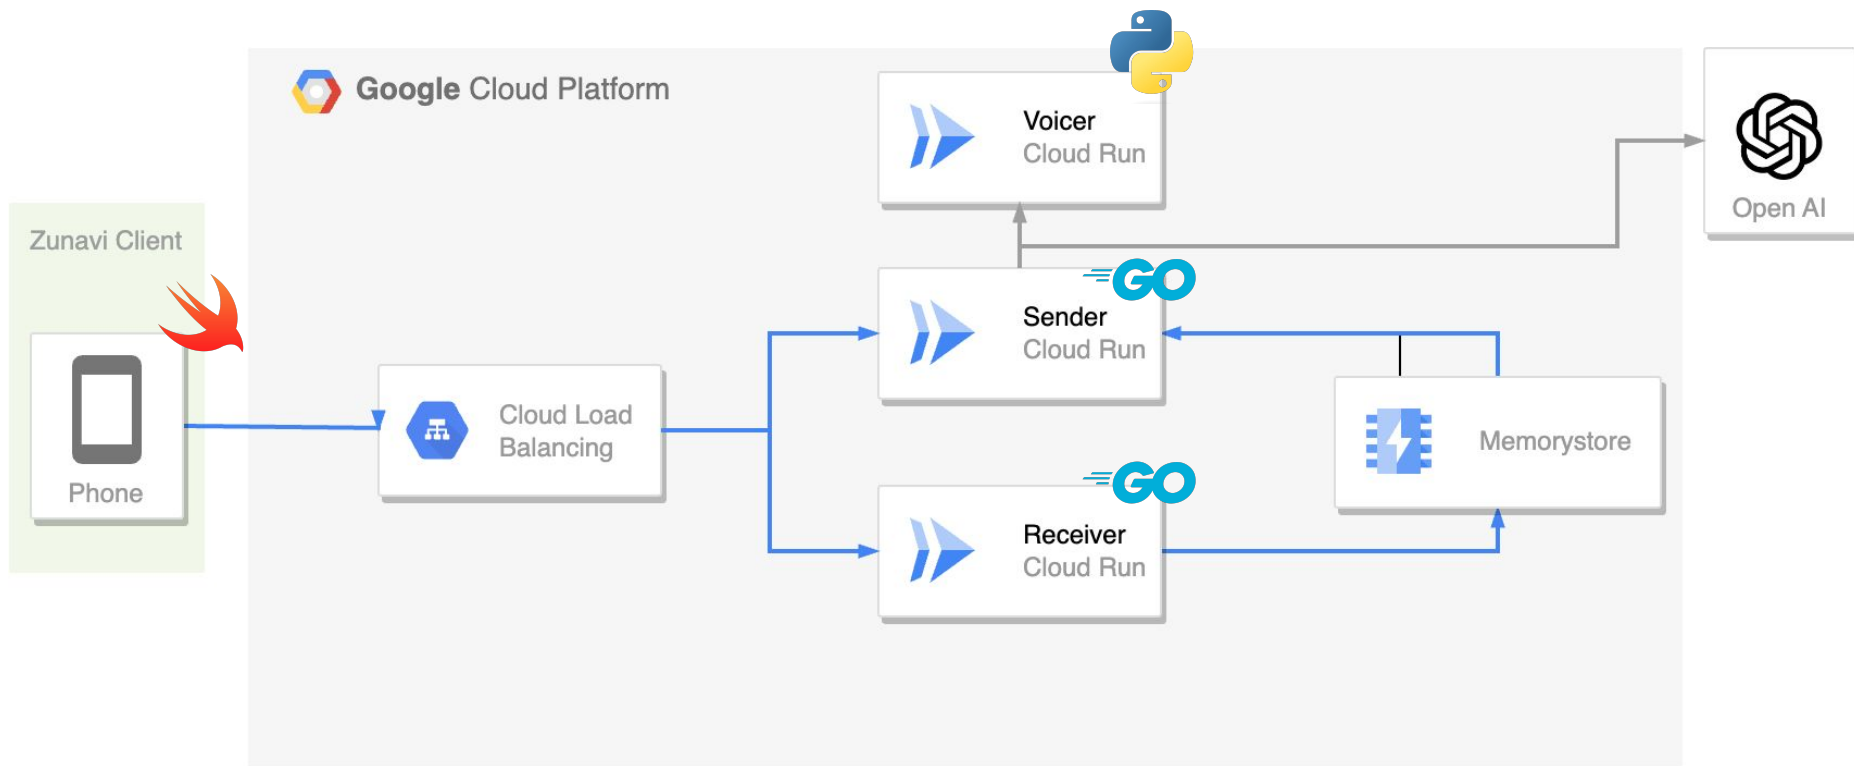 Google Cloud Platform
Voicer
Cloud Run
Open AI
Zunavi Client
GO
Sender
Cloud Run
Phone
Cloud Load
Balancing
Memorystore
GO
Receiver
Cloud Run